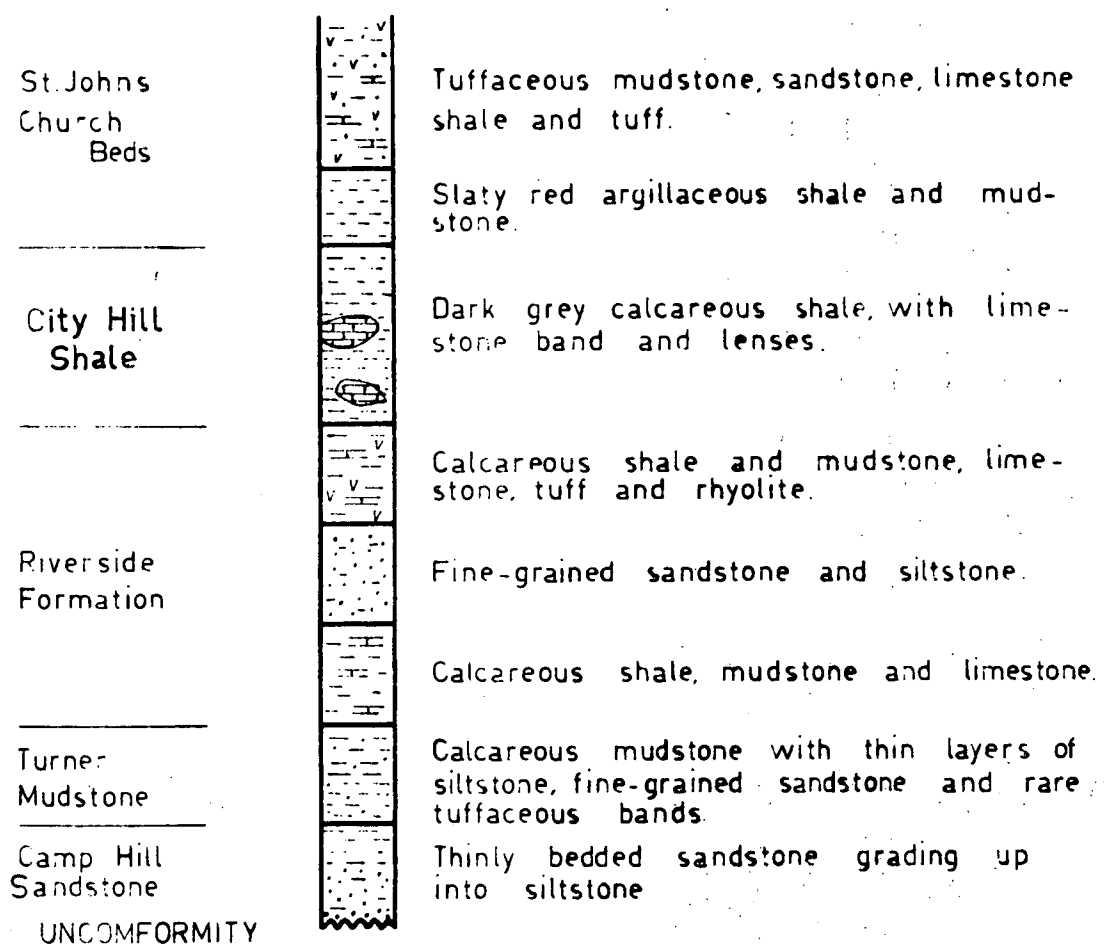 St. Johns
Church
Beds
Tuffaceous mudstone, sandstone, limestone
shale and tuff.
Slaty red argillaceous shale and mud-
stone.
City Hill
Shale
Dark grey calcareous shale, with lime-
stone band and lenses.
Calcareous shale and mudstone, lime-
stone, tuff and rhyolite.
Riverside
Formation
Fine-grained sandstone and siltstone.
Calcareous shale, mudstone and limestone.
Turner
Mudstone
Calcareous mudstone with thin layers of
siltstone, fine-grained sandstone and rare
tuffaceous bands.
Camp Hill
Sandstone
Thinly bedded sandstone grading up
into siltstone
UNCOMFORMITY